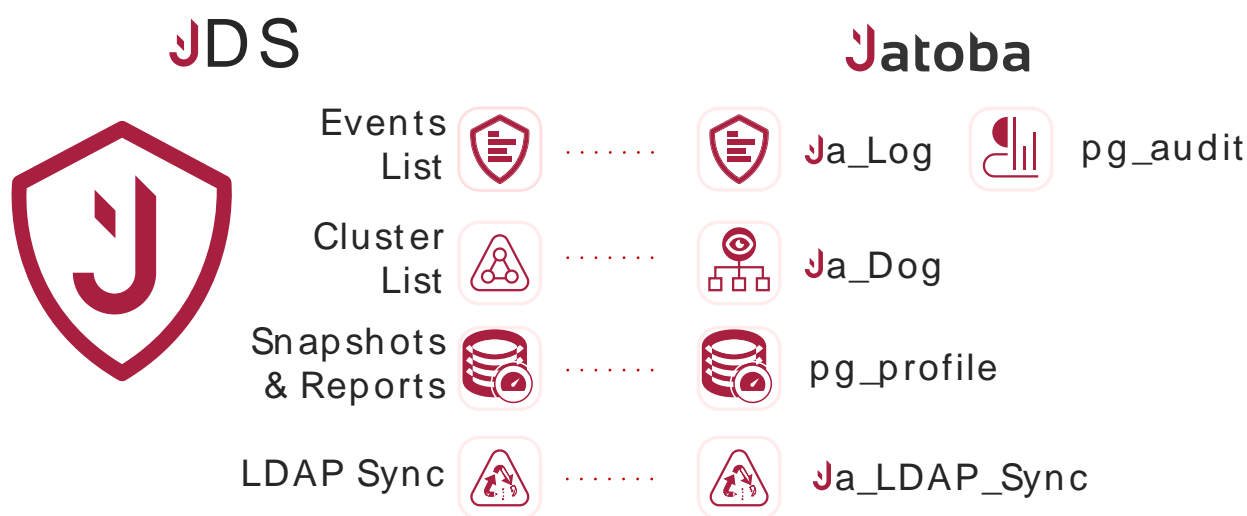 JDS
Jatoba
Events
List
Ja_Log
pg_audit
Cluster
List
Ja_Dog
Snapshots
& Reports
pg_profile
LDAP Sync
Ja_LDAP_Sync